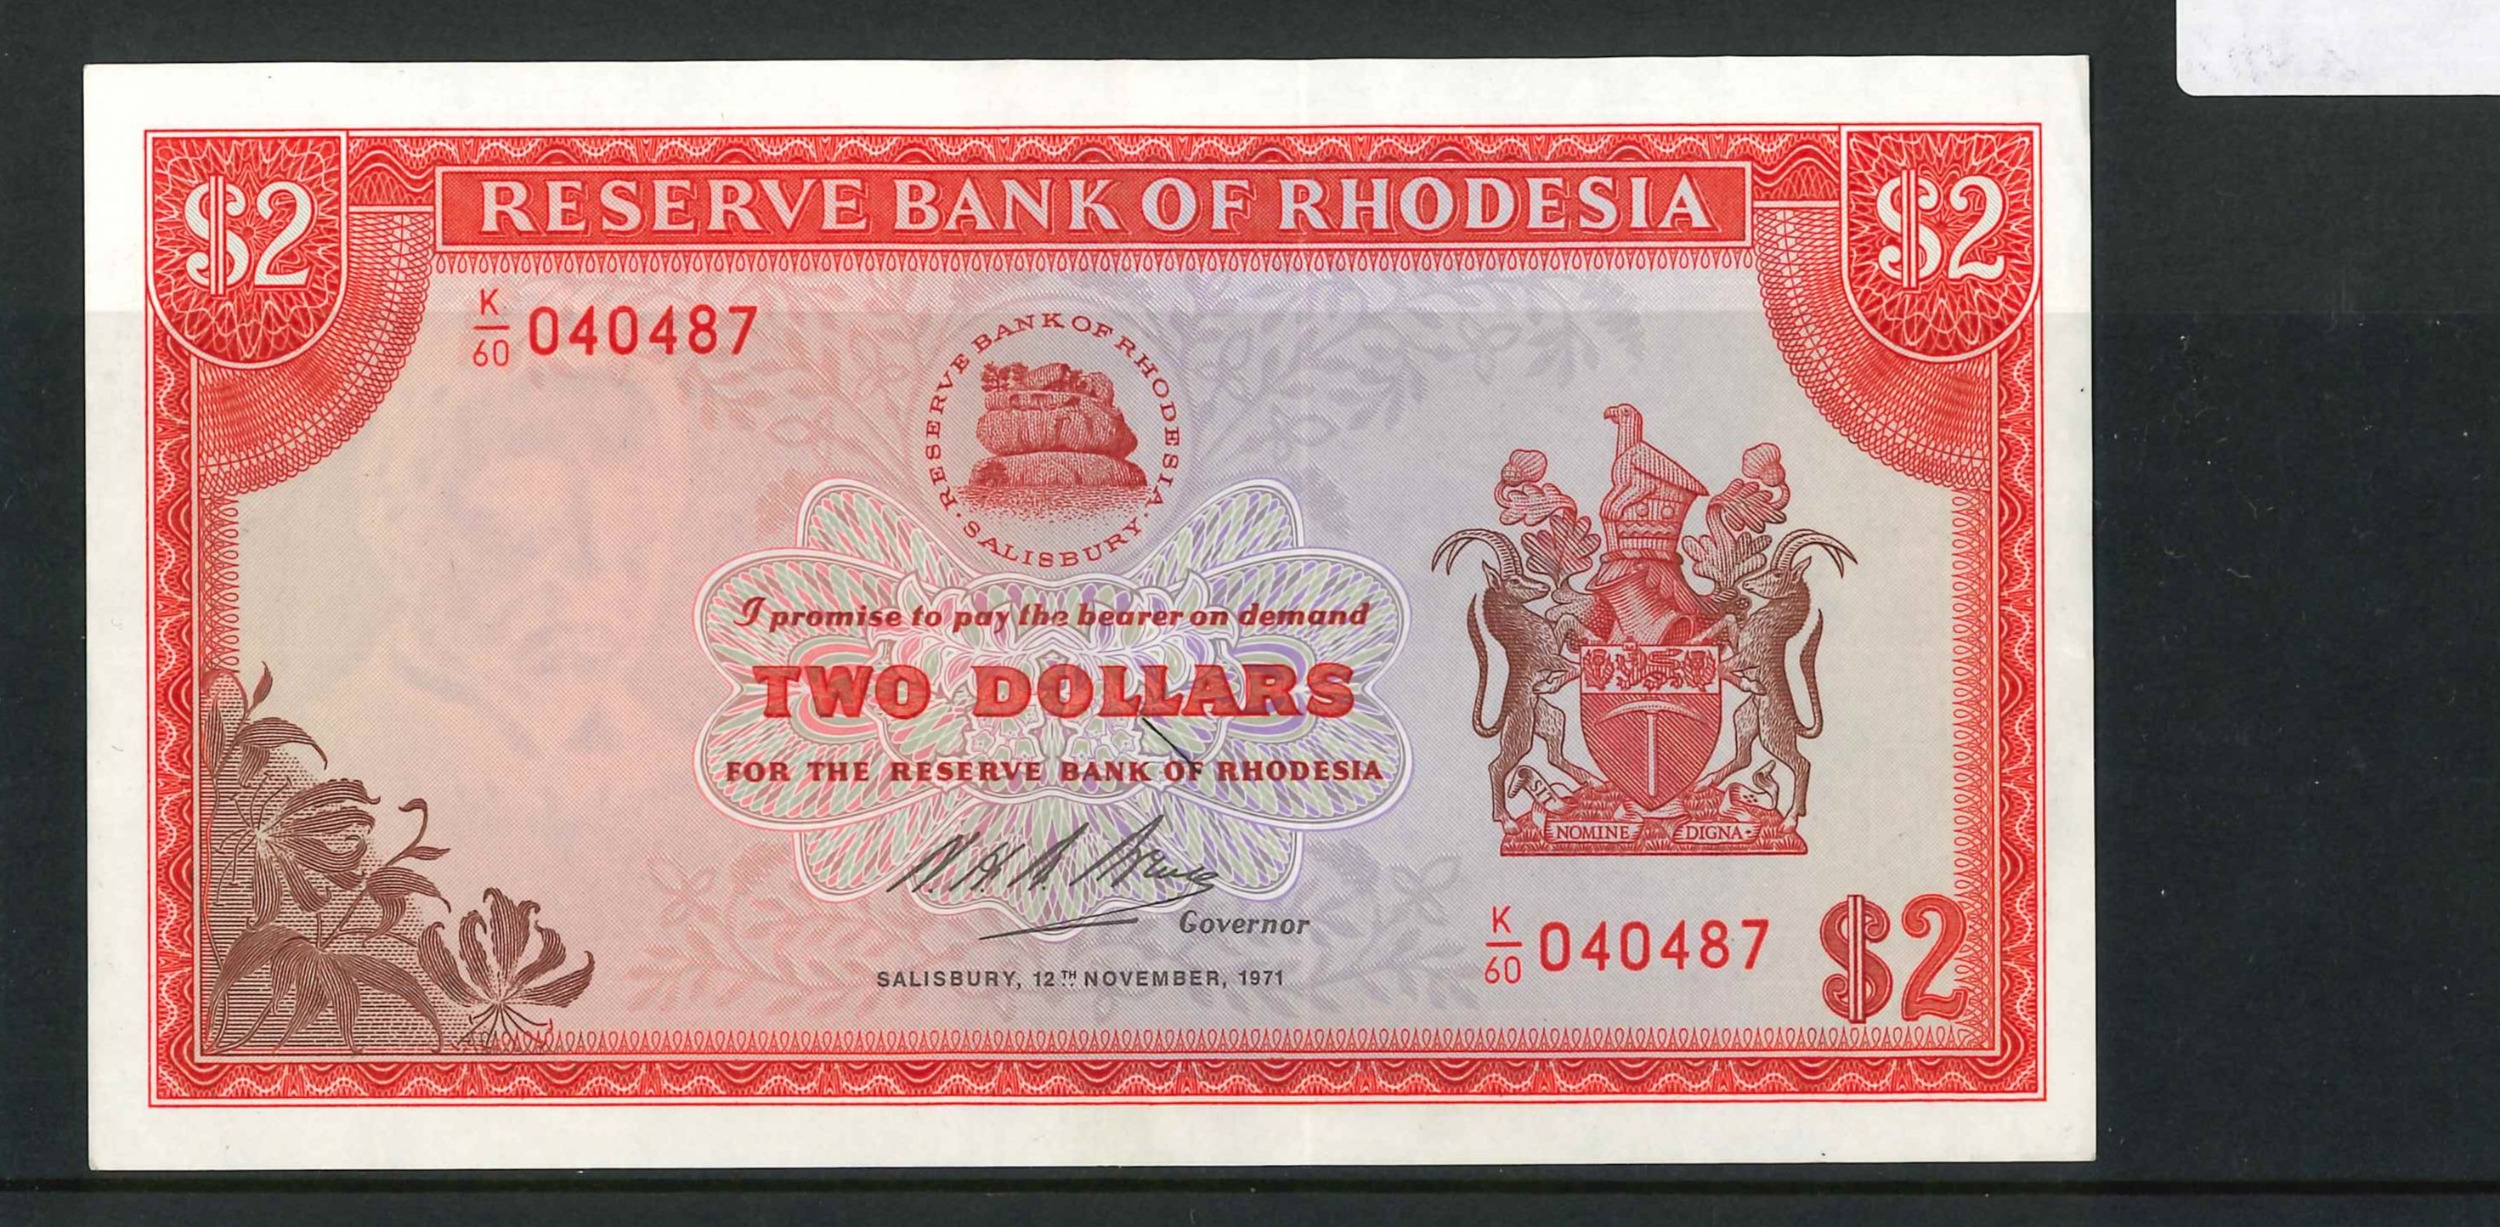 $2
RESERVE BANK OF RHODESIA
$2
K/60 040487
RESERVE BANK OF RHODESIA
· SALISBURY ·
I promise to pay the bearer on demand
TWO DOLLARS
FOR THE RESERVE BANK OF RHODESIA
Governor
SALISBURY, 12TH NOVEMBER, 1971
SIT NOMINE DIGNA
K/60 040487
$2